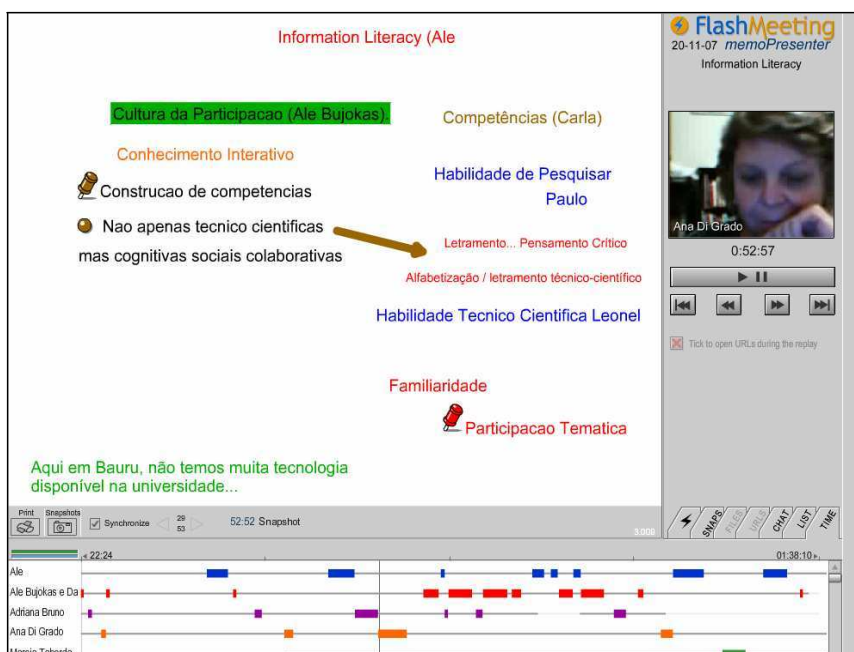 Information Literacy (Ale
Cultura da Participacao (Ale Bujokas).
Competências (Carla)
Conhecimento Interativo
Habilidade de Pesquisar
Paulo
Construcao de competencias
Nao apenas tecnico cientificas
mas cognitivas sociais colaborativas
Letramento... Pensamento Crítico
Alfabetização / letramento técnico-científico
Habilidade Tecnico Cientifica Leonel
Familiaridade
Participacao Tematica
Aqui em Bauru, não temos muita tecnologia
disponível na universidade...
FlashMeeting
20-11-07 memoPresenter
Information Literacy
Ana Di Grado
0:52:57
Tick to open URLs during the replay
Print
Snapshots
Synchronize
29
53
52:52 Snapshot
3.009
SNAPS
FILES
URLS
CHAT
LIST
TIME
22:24
01:38:10
Ale
Ale Bujokas e Da
Adriana Bruno
Ana Di Grado